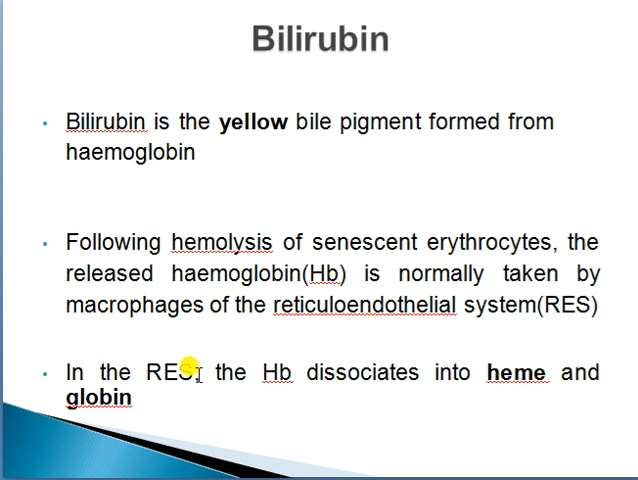 Bilirubin
• Bilirubin is the yellow bile pigment formed from
haemoglobin
• Following hemolysis of senescent erythrocytes, the
released haemoglobin(Hb) is normally taken by
macrophages of the reticuloendothelial system(RES)
• In the RES, the Hb dissociates into heme and
globin